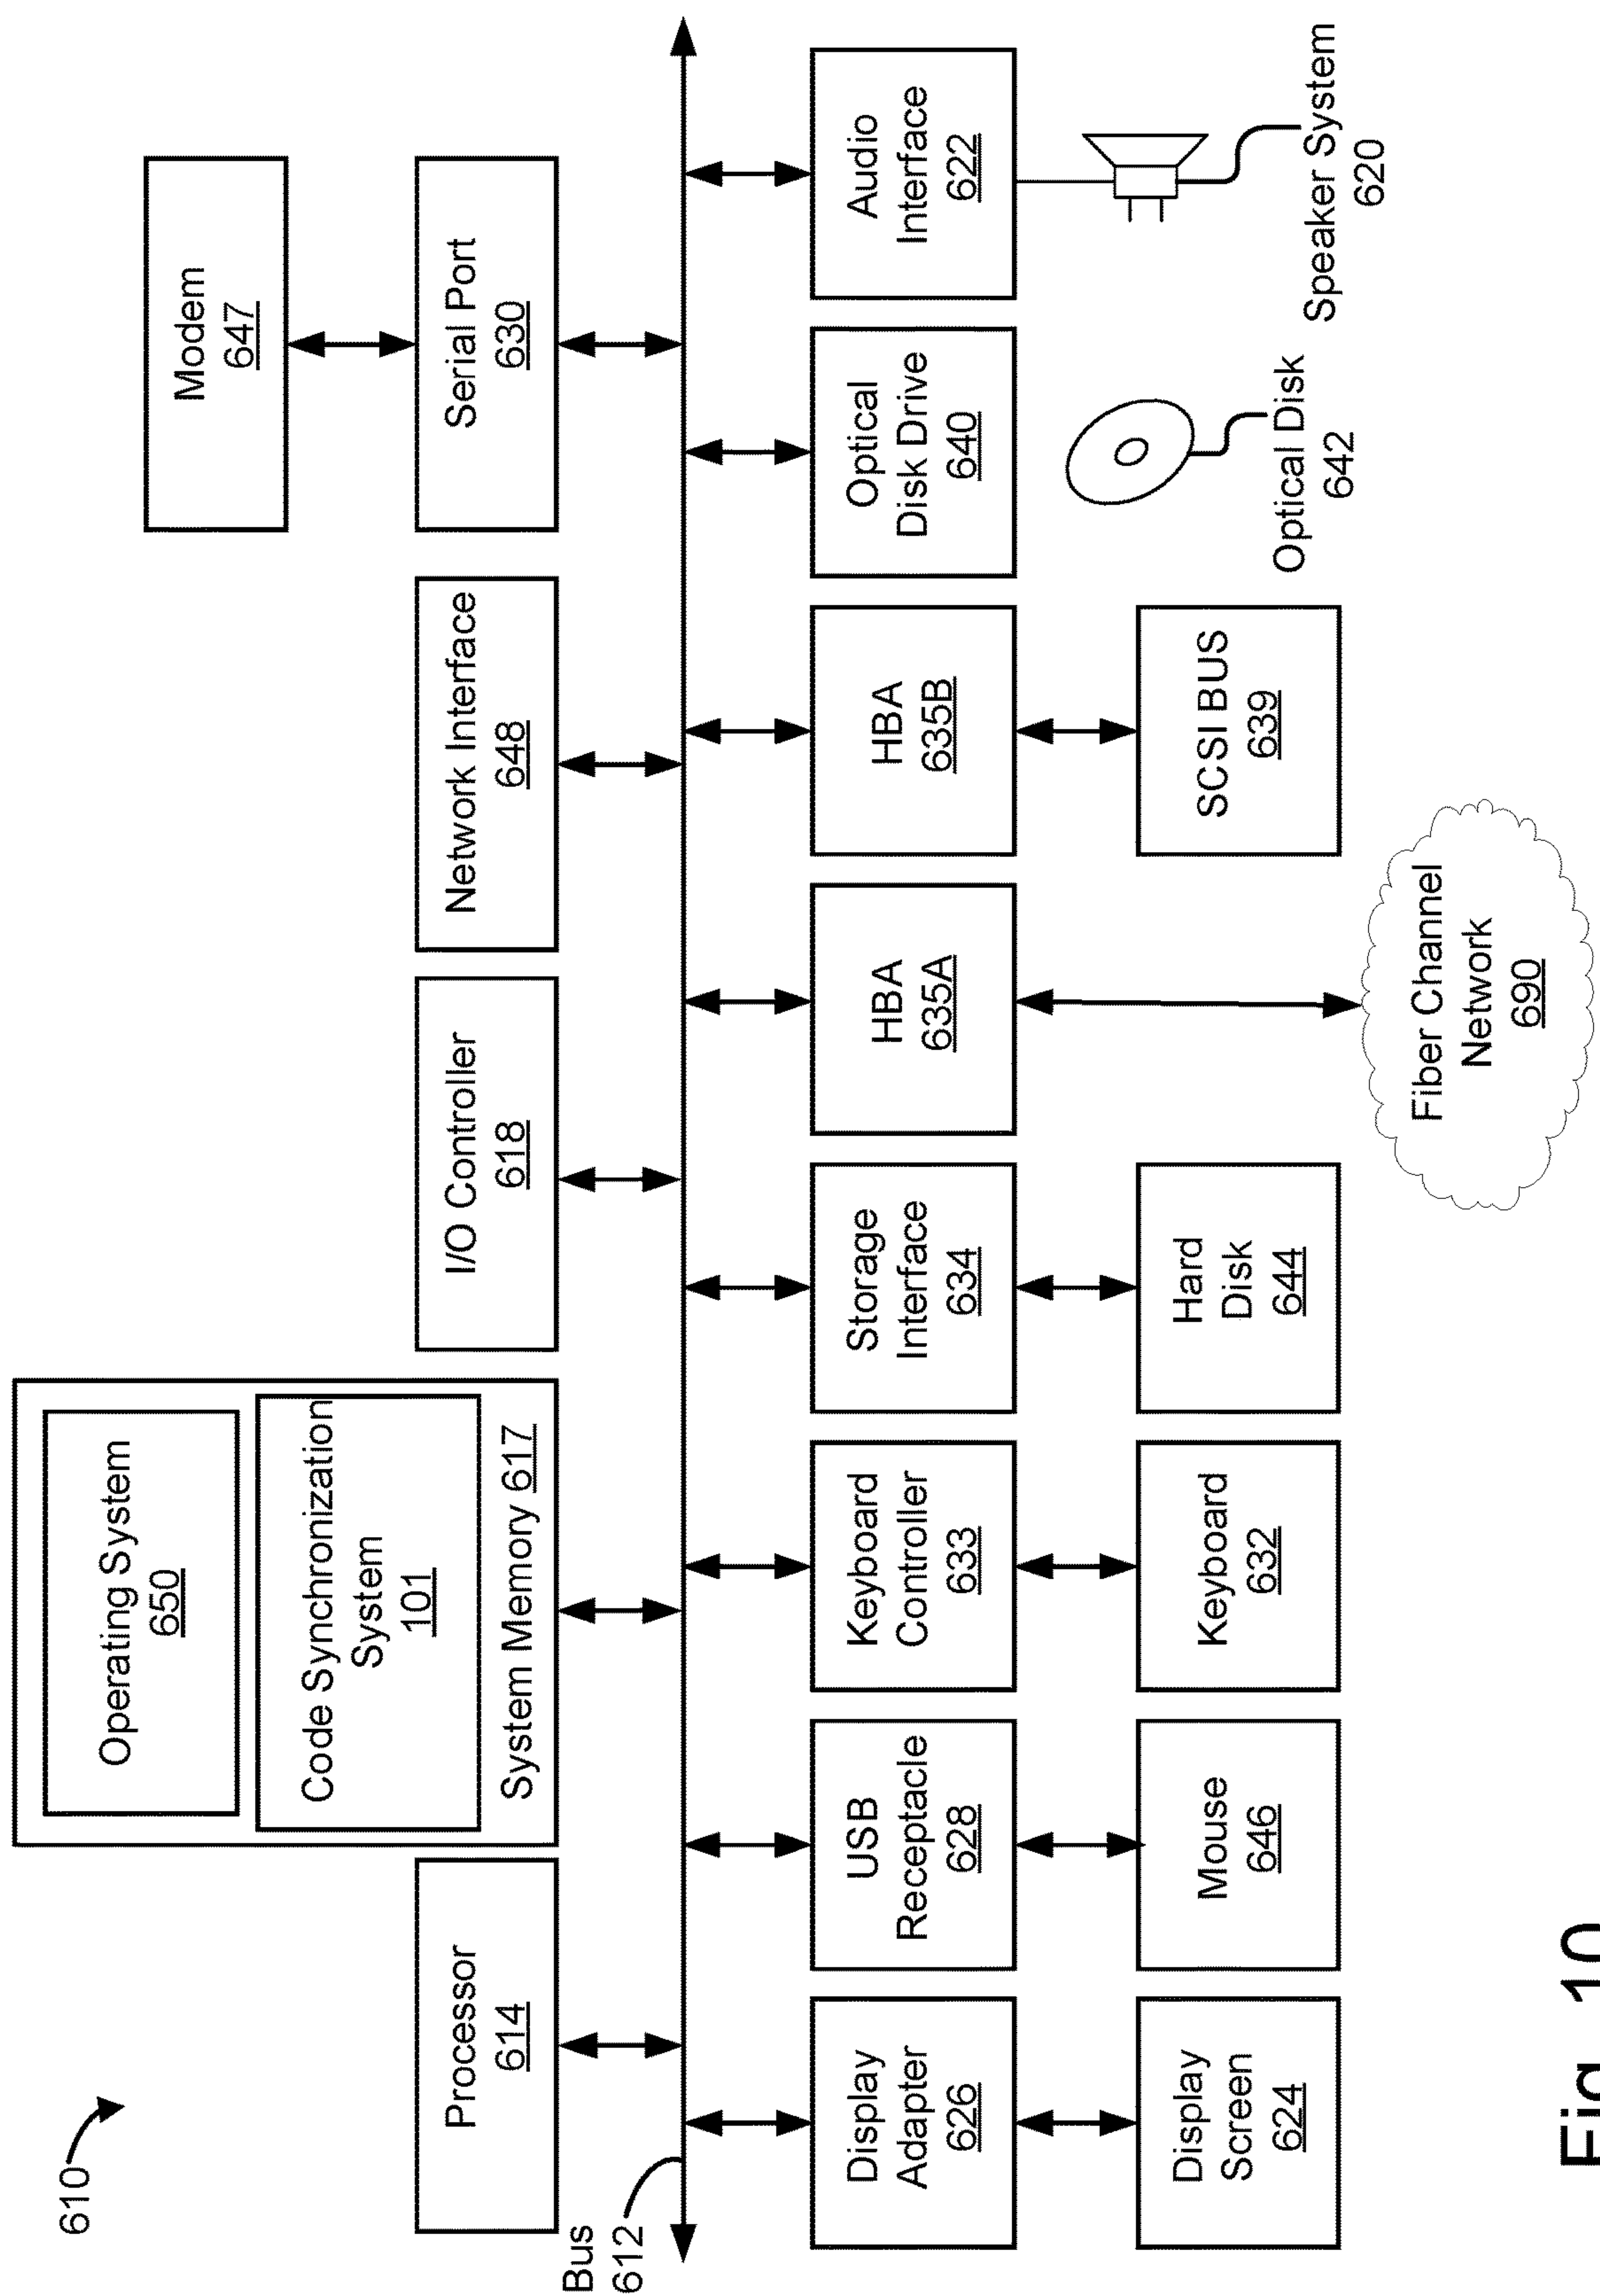 610
Operating System
650
Code Synchronization
System
101
System Memory 617
Processor
614
I/O Controller
618
Network Interface
648
Modem
647
Serial Port
630
Bus
612
Display
Adapter
626
USB
Receptacle
628
Keyboard
Controller
633
Storage
Interface
634
HBA
635A
HBA
635B
Optical
Disk Drive
640
Audio
Interface
622
Display
Screen
624
Mouse
646
Keyboard
632
Hard
Disk
644
Fiber Channel
Network
690
SCSI BUS
639
Optical Disk
642
Speaker System
620
Fig. 10